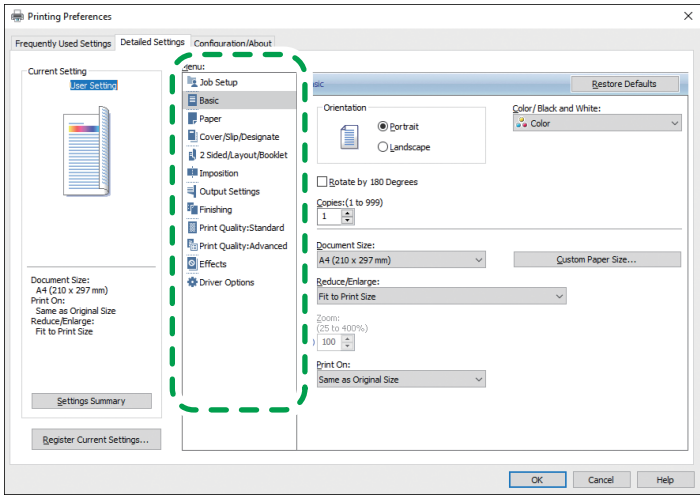 Printing Preferences
Frequently Used Settings
Detailed Settings
Configuration/About
Current Setting
User Setting
Document Size:
A4 (210 x 297 mm)
Print On:
Same as Original Size
Reduce/Enlarge:
Fit to Print Size
Settings Summary
Register Current Settings...
Menu:
Job Setup
Basic
Paper
Cover/Slip/Designate
2 Sided/Layout/Booklet
Imposition
Output Settings
Finishing
Print Quality:Standard
Print Quality:Advanced
Effects
Driver Options
Restore Defaults
Orientation
Portrait
Landscape
Color/ Black and White:
Color
Rotate by 180 Degrees
Copies:(1 to 999)
1
Document Size:
A4 (210 x 297 mm)
Custom Paper Size...
Reduce/Enlarge:
Fit to Print Size
Zoom:
(25 to 400%)
100
Print On:
Same as Original Size
OK
Cancel
Help